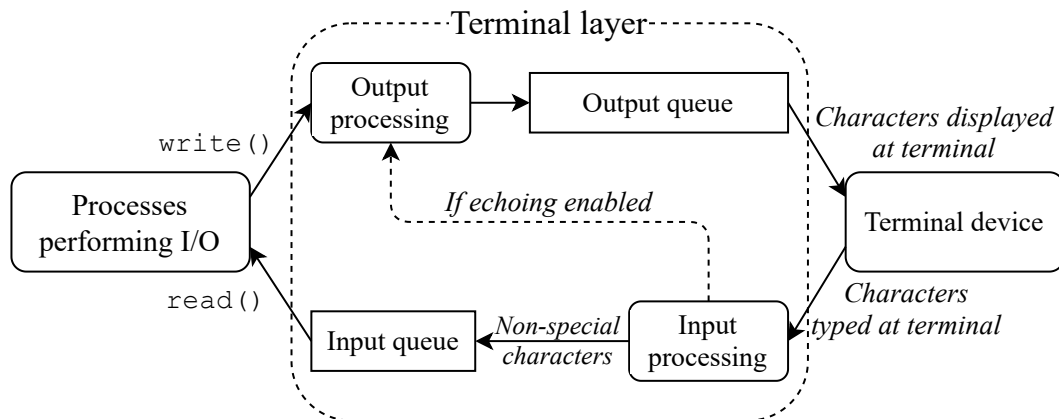 Terminal layer
Output
processing
Output queue
Characters displayed
at terminal
write()
Processes
performing I/O
If echoing enabled
Terminal device
read()
Input queue
Non-special
characters
Input
processing
Characters
typed at terminal